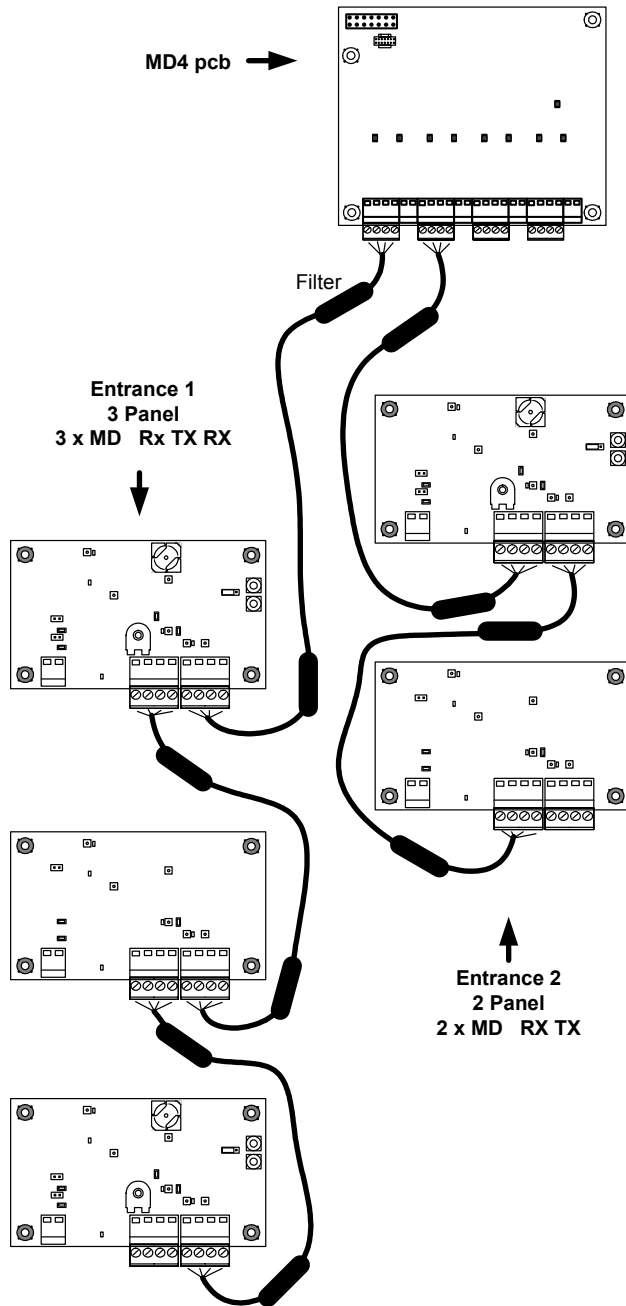 MD4 pcb
Filter
Entrance 1
3 Panel
3 x MD   Rx TX RX
Entrance 2
2 Panel
2 x MD   RX TX